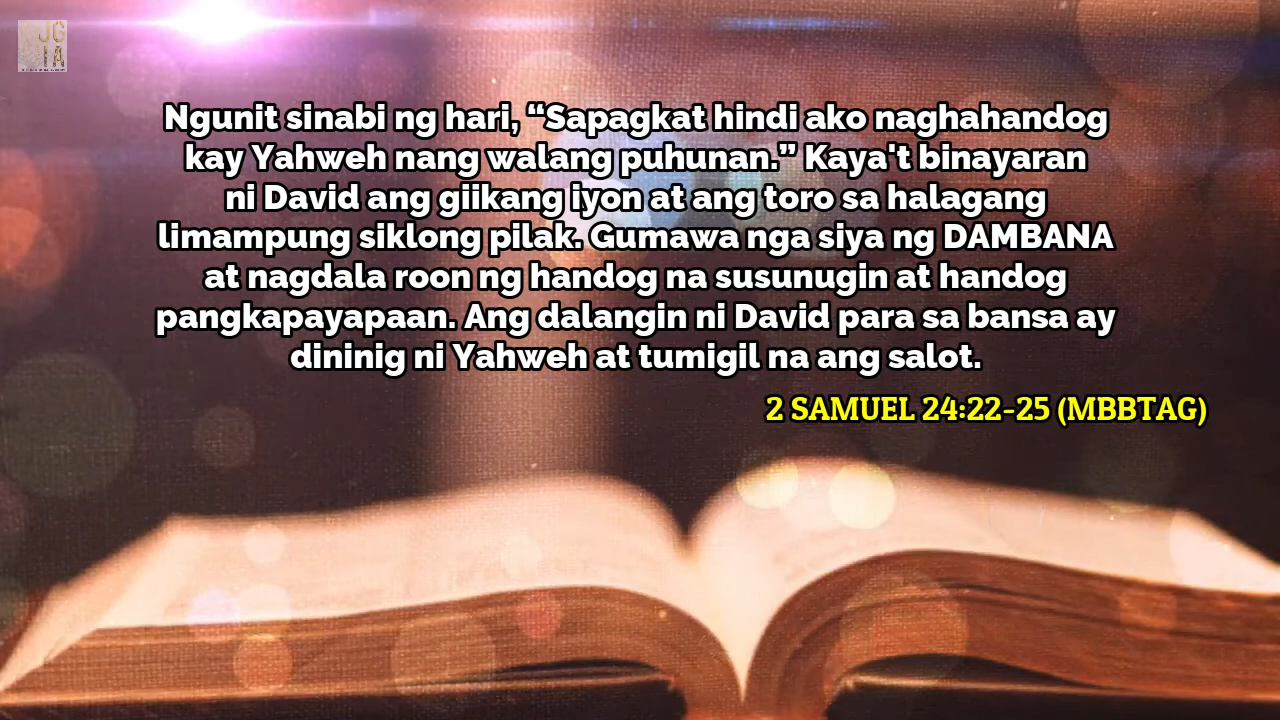 JG
IA
Ngunit sinabi ng hari, “Sapagkat hindi ako naghahandog
kay Yahweh nang walang puhunan.” Kaya't binayaran
ni David ang giikang iyon at ang toro sa halagang
limampung siklong pilak. Gumawa nga siya ng DAMBANA
at nagdala roon ng handog na susunugin at handog
pangkapayapaan. Ang dalangin ni David para sa bansa ay
dininig ni Yahweh at tumigil na ang salot.
2 SAMUEL 24:22-25 (MBBTAG)